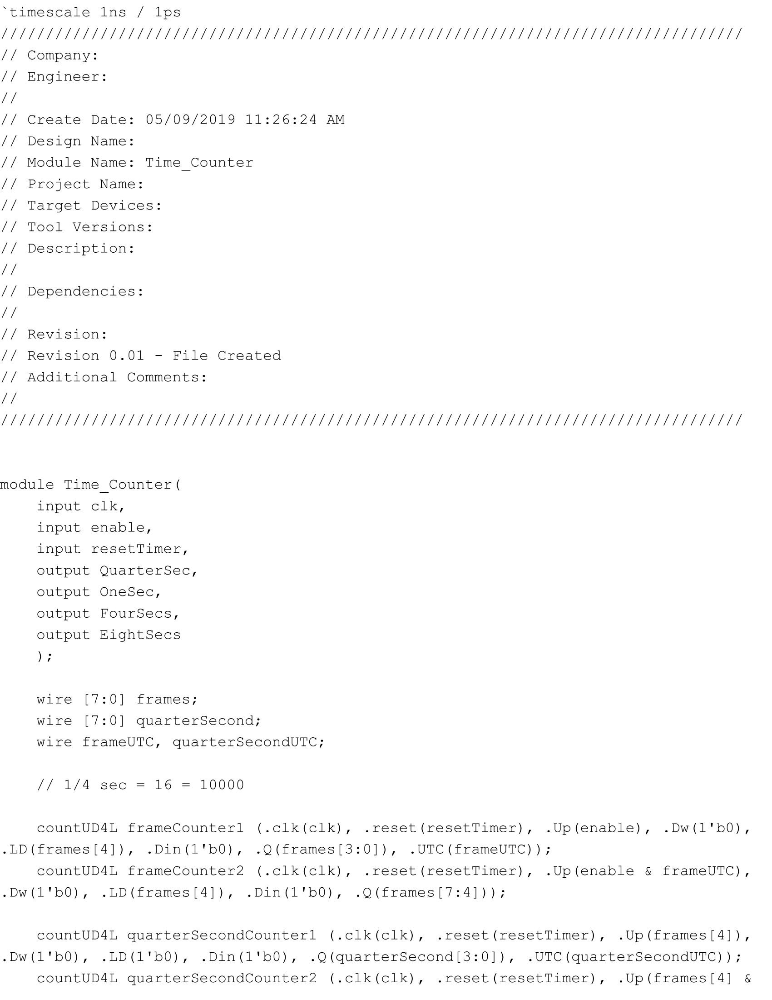 `timescale 1ns / 1ps
//////////////////////////////////////////////////////////////////////////////////
// Company:
// Engineer:
//
// Create Date: 05/09/2019 11:26:24 AM
// Design Name:
// Module Name: Time_Counter
// Project Name:
// Target Devices:
// Tool Versions:
// Description:
//
// Dependencies:
//
// Revision:
// Revision 0.01 - File Created
// Additional Comments:
//
//////////////////////////////////////////////////////////////////////////////////
module Time_Counter(
    input clk,
    input enable,
    input resetTimer,
    output QuarterSec,
    output OneSec,
    output FourSecs,
    output EightSecs
    );
    wire [7:0] frames;
    wire [7:0] quarterSecond;
    wire frameUTC, quarterSecondUTC;
    // 1/4 sec = 16 = 10000
    countUD4L frameCounter1 (.clk(clk), .reset(resetTimer), .Up(enable), .Dw(1'b0),
.LD(frames[4]), .Din(1'b0), .Q(frames[3:0]), .UTC(frameUTC));
    countUD4L frameCounter2 (.clk(clk), .reset(resetTimer), .Up(enable & frameUTC),
.Dw(1'b0), .LD(frames[4]), .Din(1'b0), .Q(frames[7:4]));
    countUD4L quarterSecondCounter1 (.clk(clk), .reset(resetTimer), .Up(frames[4]),
.Dw(1'b0), .LD(1'b0), .Din(1'b0), .Q(quarterSecond[3:0]), .UTC(quarterSecondUTC));
    countUD4L quarterSecondCounter2 (.clk(clk), .reset(resetTimer), .Up(frames[4] &